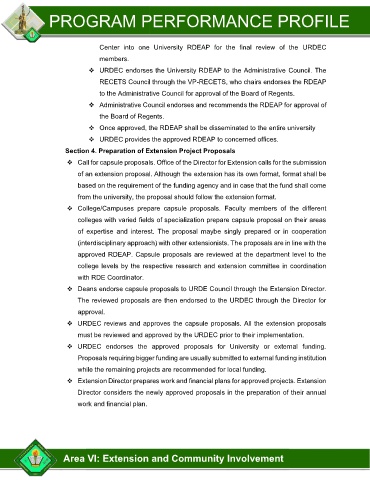 PROGRAM PERFORMANCE PROFILE
Center into one University RDEAP for the final review of the URDEC
members.
❖ URDEC endorses the University RDEAP to the Administrative Council. The
RECETS Council through the VP-RECETS, who chairs endorses the RDEAP
to the Administrative Council for approval of the Board of Regents.
❖ Administrative Council endorses and recommends the RDEAP for approval of
the Board of Regents.
❖ Once approved, the RDEAP shall be disseminated to the entire university
❖ URDEC provides the approved RDEAP to concerned offices.
Section 4. Preparation of Extension Project Proposals
❖ Call for capsule proposals. Office of the Director for Extension calls for the submission
of an extension proposal. Although the extension has its own format, format shall be
based on the requirement of the funding agency and in case that the fund shall come
from the university, the proposal should follow the extension format.
❖ College/Campuses prepare capsule proposals. Faculty members of the different
colleges with varied fields of specialization prepare capsule proposal on their areas
of expertise and interest. The proposal maybe singly prepared or in cooperation
(interdisciplinary approach) with other extensionists. The proposals are in line with the
approved RDEAP. Capsule proposals are reviewed at the department level to the
college levels by the respective research and extension committee in coordination
with RDE Coordinator.
❖ Deans endorse capsule proposals to URDE Council through the Extension Director.
The reviewed proposals are then endorsed to the URDEC through the Director for
approval.
❖ URDEC reviews and approves the capsule proposals. All the extension proposals
must be reviewed and approved by the URDEC prior to their implementation.
❖ URDEC endorses the approved proposals for University or external funding.
Proposals requiring bigger funding are usually submitted to external funding institution
while the remaining projects are recommended for local funding.
❖ Extension Director prepares work and financial plans for approved projects. Extension
Director considers the newly approved proposals in the preparation of their annual
work and financial plan.
Area VI: Extension and Community Involvement